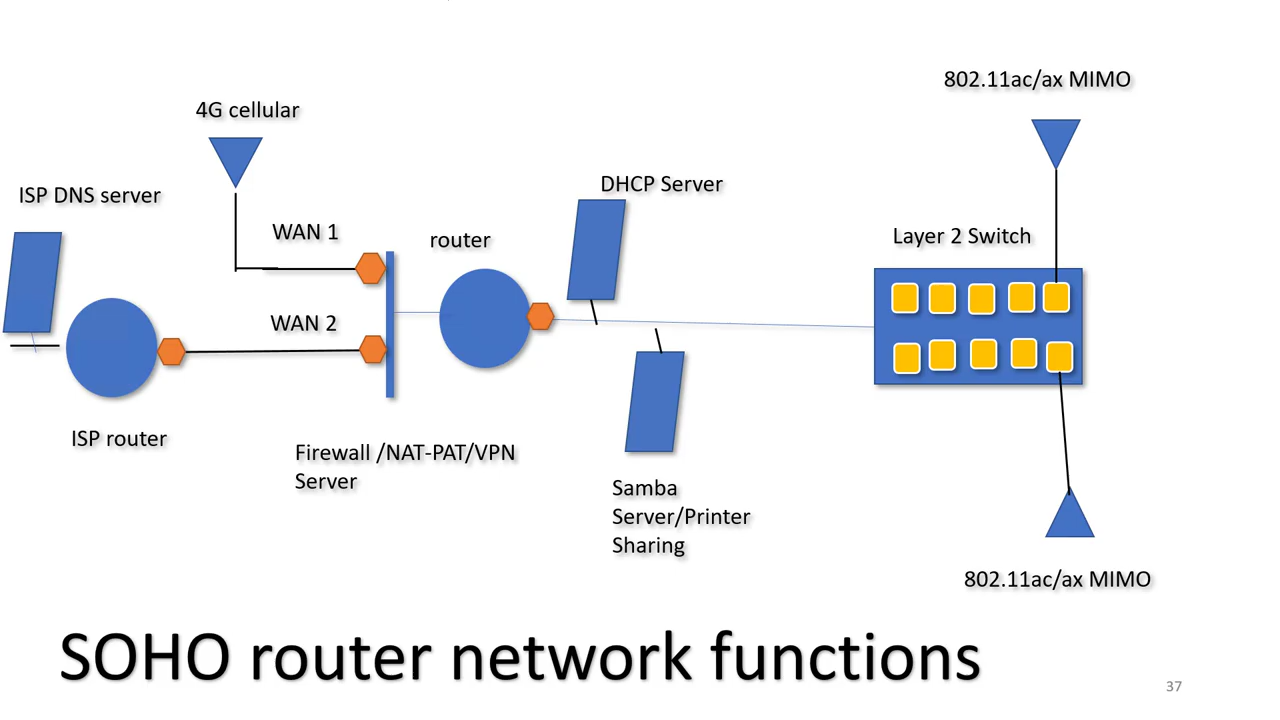 802.11ac/ax MIMO
4G cellular
ISP DNS server
DHCP Server
WAN 1
router
Layer 2 Switch
WAN 2
ISP router
Firewall /NAT-PAT/VPN
Server
Samba
Server/Printer
Sharing
802.11ac/ax MIMO
SOHO router network functions
37